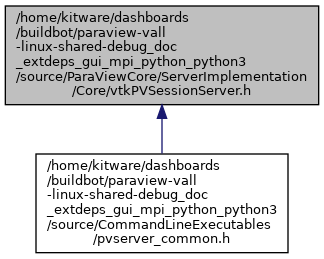 /home/kitware/dashboards
/buildbot/paraview-vall
-linux-shared-debug_doc
_extdeps_gui_mpi_python_python3
/source/ParaViewCore/ServerImplementation
/Core/vtkPVSessionServer.h
/home/kitware/dashboards
/buildbot/paraview-vall
-linux-shared-debug_doc
_extdeps_gui_mpi_python_python3
/source/CommandLineExecutables
/pvserver_common.h